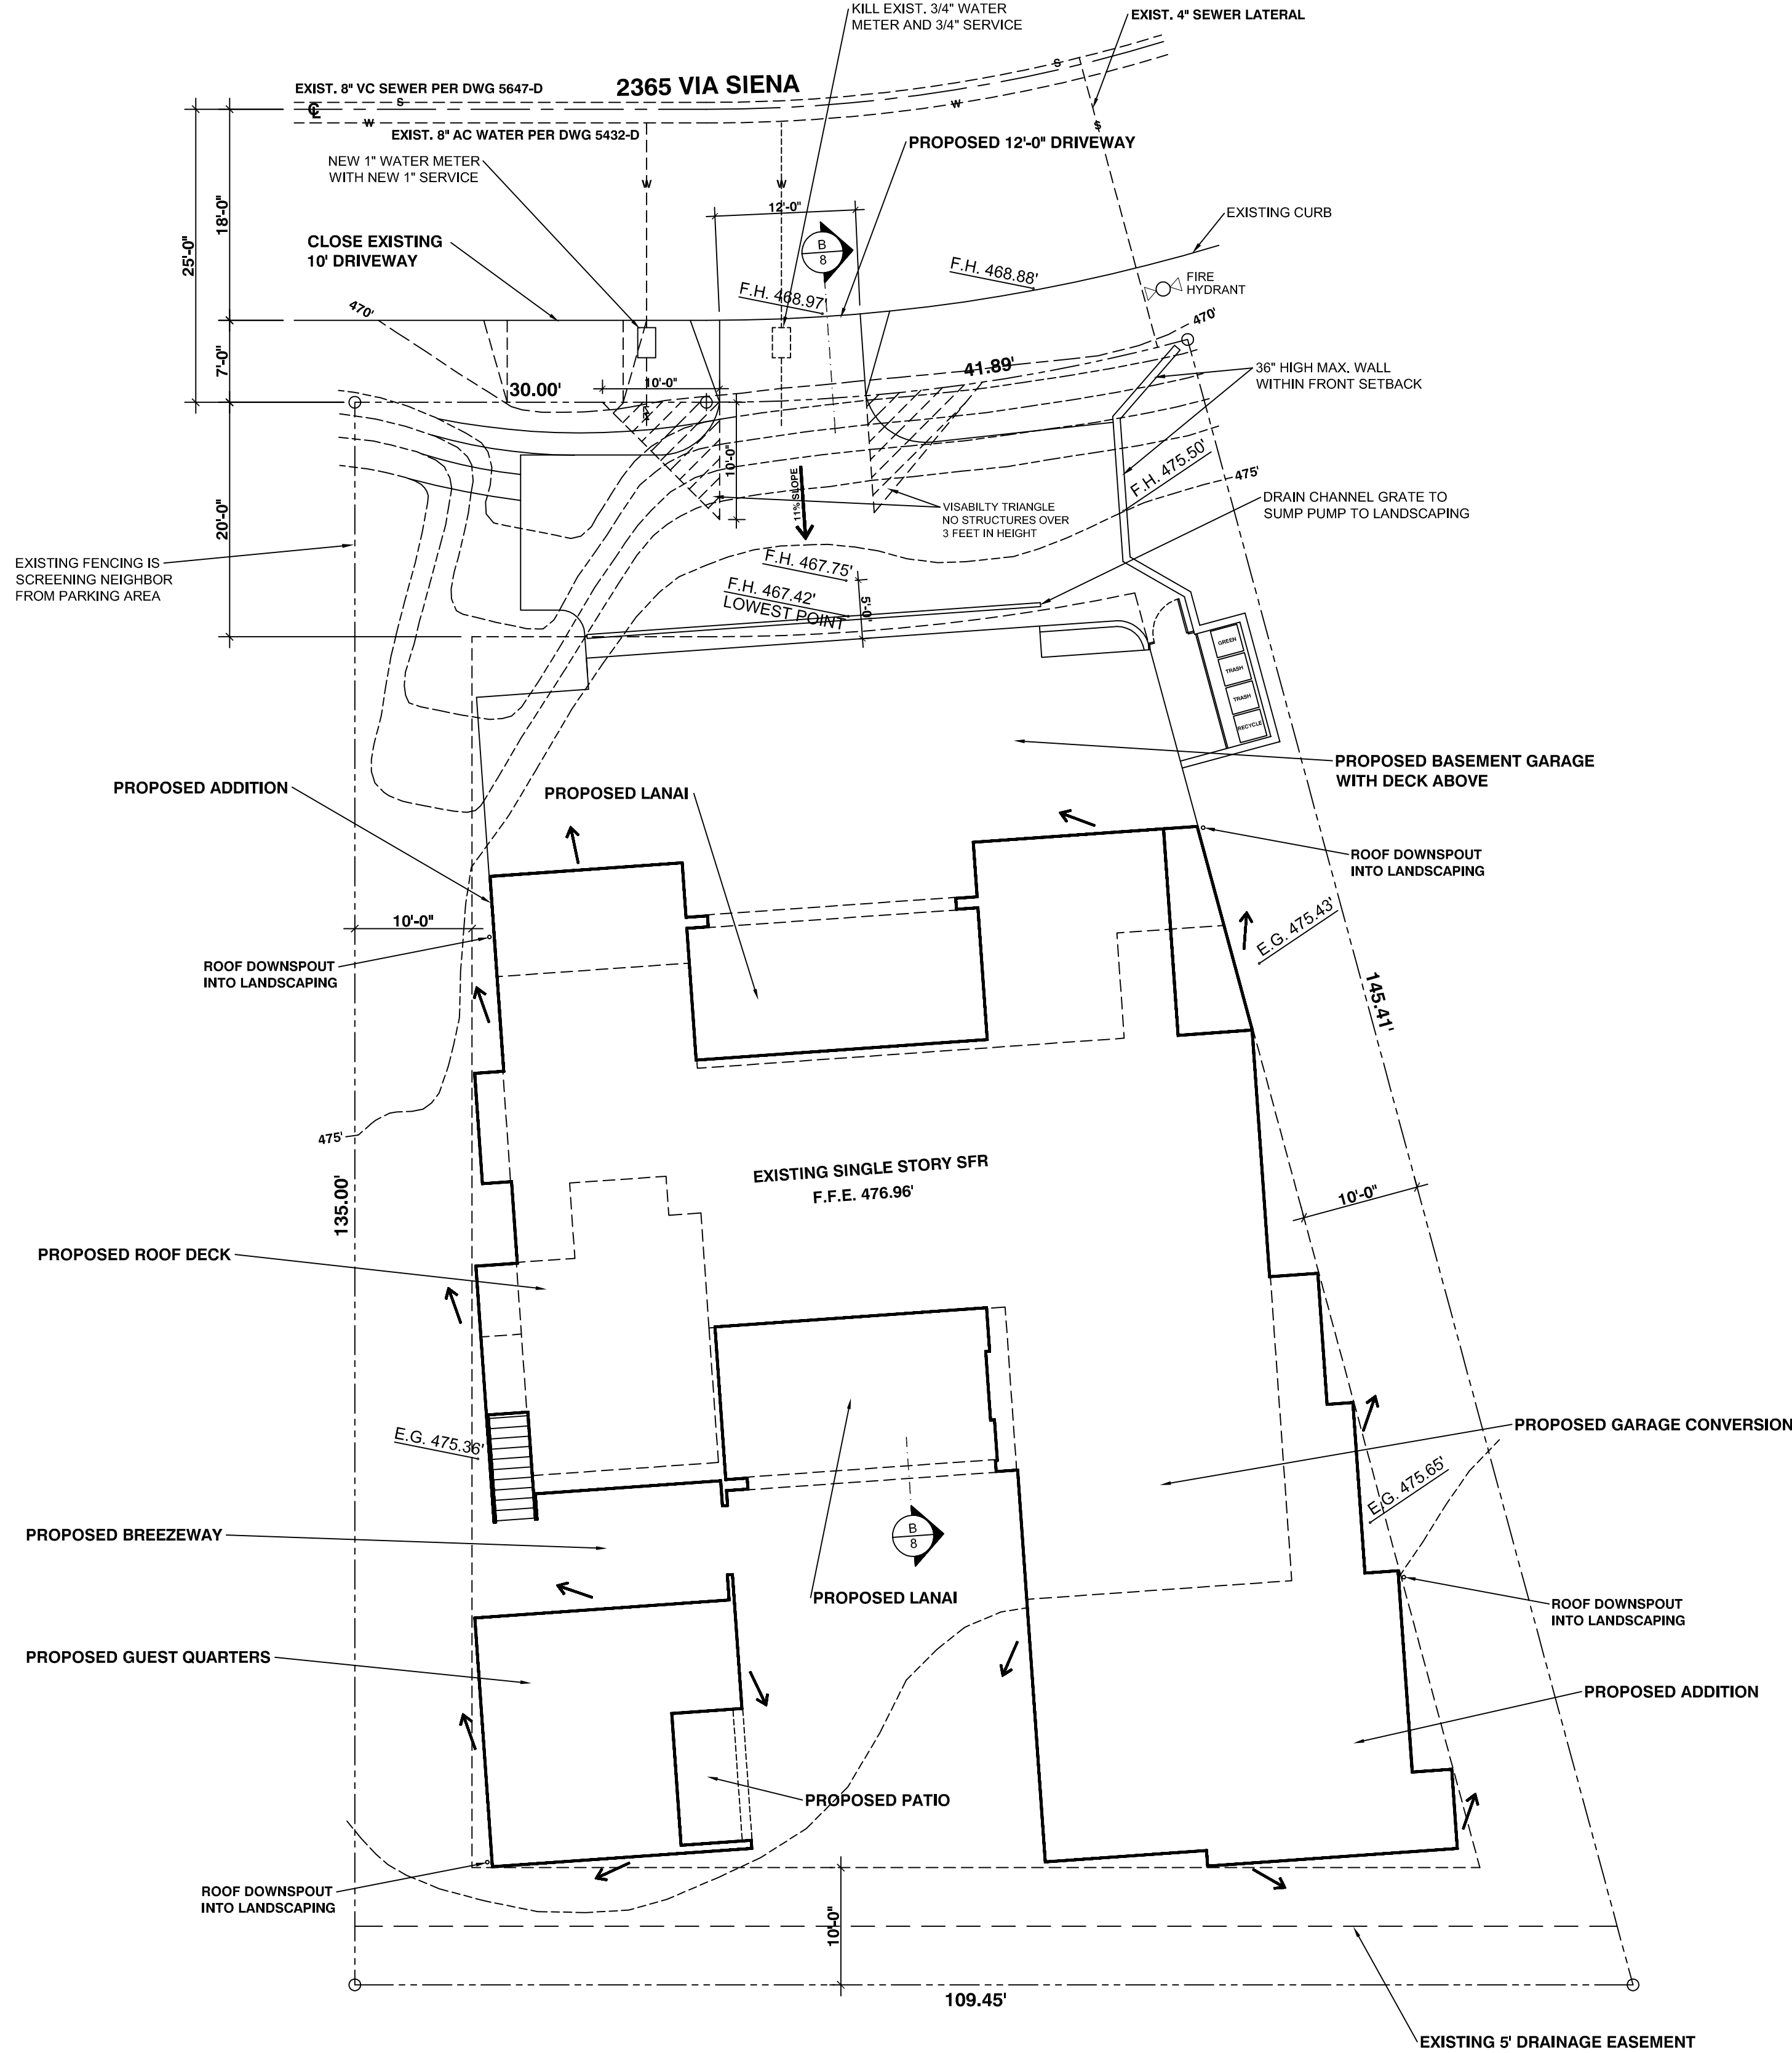 KILL EXIST. 3/4" WATER
METER AND 3/4" SERVICE
EXIST. 4" SEWER LATERAL
EXIST. 8" VC SEWER PER DWG 5647-D
2365 VIA SIENA
S
S
W
W
S
EXIST. 8" AC WATER PER DWG 5432-D
PROPOSED 12'-0" DRIVEWAY
NEW 1" WATER METER
WITH NEW 1" SERVICE
W
W
12'-0"
EXISTING CURB
18'-0"
25'-0"
CLOSE EXISTING
10' DRIVEWAY
B
8
F.H. 468.88'
F.H. 468.97'
FIRE
HYDRANT
470'
470'
7'-0"
30.00'
10'-0"
41.89'
36" HIGH MAX. WALL
WITHIN FRONT SETBACK
10'-0"
11% SLOPE
F.H. 475.50'
475'
VISABILTY TRIANGLE
NO STRUCTURES OVER
3 FEET IN HEIGHT
DRAIN CHANNEL GRATE TO
SUMP PUMP TO LANDSCAPING
20'-0"
EXISTING FENCING IS
SCREENING NEIGHBOR
FROM PARKING AREA
F.H. 467.75'
F.H. 467.42'
LOWEST POINT
5'-0"
GREEN
TRASH
TRASH
RECYCLE
PROPOSED BASEMENT GARAGE
WITH DECK ABOVE
PROPOSED ADDITION
PROPOSED LANAI
ROOF DOWNSPOUT
INTO LANDSCAPING
10'-0"
E.G. 475.43'
ROOF DOWNSPOUT
INTO LANDSCAPING
145.41'
475'
EXISTING SINGLE STORY SFR
F.F.E. 476.96'
135.00'
10'-0"
PROPOSED ROOF DECK
E.G. 475.36'
PROPOSED GARAGE CONVERSION
E.G. 475.65'
PROPOSED BREEZEWAY
B
8
PROPOSED LANAI
ROOF DOWNSPOUT
INTO LANDSCAPING
PROPOSED GUEST QUARTERS
PROPOSED ADDITION
PROPOSED PATIO
ROOF DOWNSPOUT
INTO LANDSCAPING
10'-0"
109.45'
EXISTING 5' DRAINAGE EASEMENT